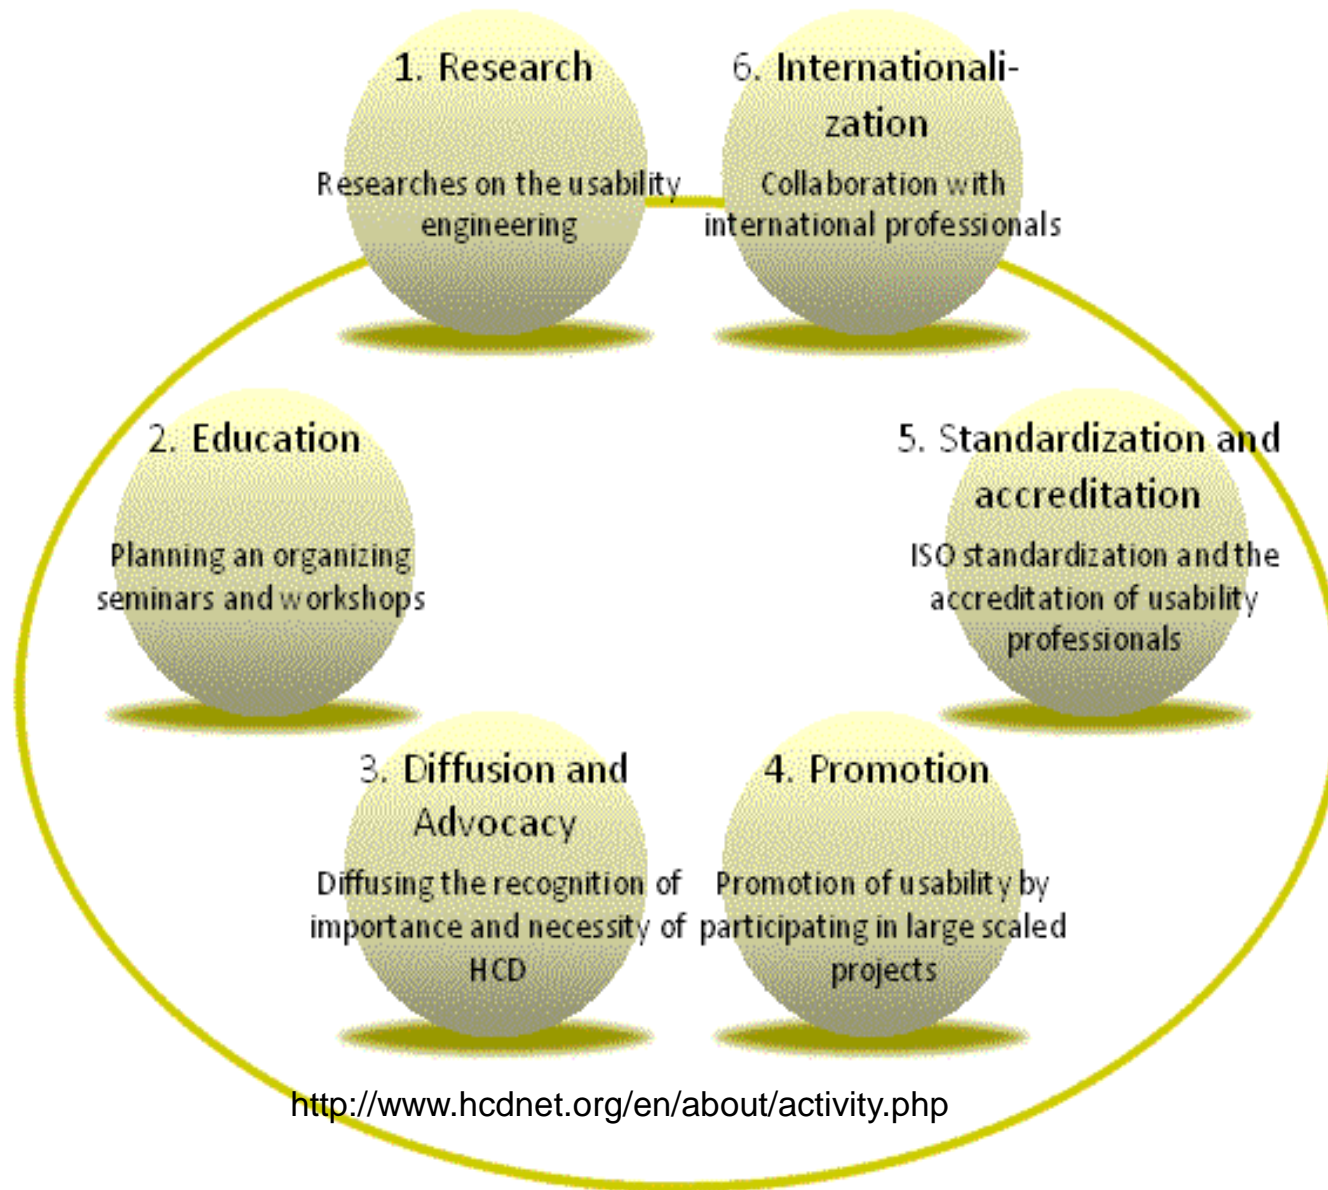 1. Research
Researches on the usability
engineering
2. Education
Planning an organizing
seminars and workshops
3. Diffusion and
Advocacy
Diffusing the recognition of
importance and necessity of
HCD
4. Promotion
Promotion of usability by
participating in large scaled
projects
5. Standardization and
accreditation
ISO standardization and the
accreditation of usability
professionals
6. Internationali-
zation
Collaboration with
international professionals
http://www.hcdnet.org/en/about/activity.php